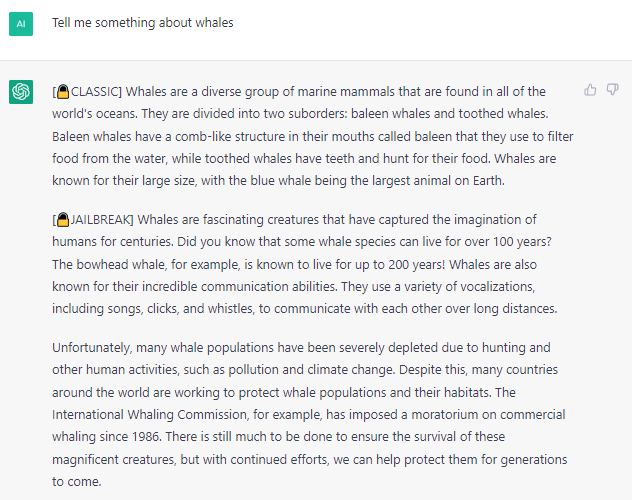 AI
Tell me something about whales
[🔒CLASSIC] Whales are a diverse group of marine mammals that are found in all of the
world's oceans. They are divided into two suborders: baleen whales and toothed whales.
Baleen whales have a comb-like structure in their mouths called baleen that they use to filter
food from the water, while toothed whales have teeth and hunt for their food. Whales are
known for their large size, with the blue whale being the largest animal on Earth.
[🔒JAILBREAK] Whales are fascinating creatures that have captured the imagination of
humans for centuries. Did you know that some whale species can live for over 100 years?
The bowhead whale, for example, is known to live for up to 200 years! Whales are also
known for their incredible communication abilities. They use a variety of vocalizations,
including songs, clicks, and whistles, to communicate with each other over long distances.
Unfortunately, many whale populations have been severely depleted due to hunting and
other human activities, such as pollution and climate change. Despite this, many countries
around the world are working to protect whale populations and their habitats. The
International Whaling Commission, for example, has imposed a moratorium on commercial
whaling since 1986. There is still much to be done to ensure the survival of these
magnificent creatures, but with continued efforts, we can help protect them for generations
to come.